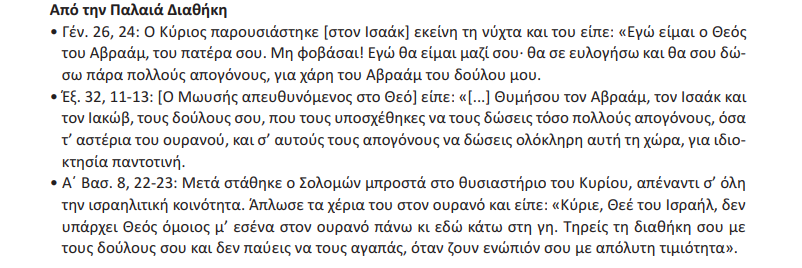 Από την Παλαιά Διαθήκη
• Γέν. 26, 24: Ο Κύριος παρουσιάστηκε [στον Ισαάκ] εκείνη τη νύχτα και του είπε: «Εγώ είμαι ο Θεός
του Αβραάμ, του πατέρα σου. Μη φοβάσαι! Εγώ θα είμαι μαζί σου· θα σε ευλογήσω και θα σου δώ-
σω πάρα πολλούς απογόνους, για χάρη του Αβραάμ του δούλου μου.
• Έξ. 32, 11-13: [Ο Μωυσής απευθυνόμενος στο Θεό] είπε: «[...] Θυμήσου τον Αβραάμ, τον Ισαάκ και
τον Ιακώβ, τους δούλους σου, που τους υποσχέθηκες να τους δώσεις τόσο πολλούς απογόνους, όσα
τ’ αστέρια του ουρανού, και σ’ αυτούς τους απογόνους να δώσεις ολόκληρη αυτή τη χώρα, για ιδιο-
κτησία παντοτινή.
• Α΄ Βασ. 8, 22-23: Μετά στάθηκε ο Σολομών μπροστά στο θυσιαστήριο του Κυρίου, απέναντι σ’ όλη
την ισραηλιτική κοινότητα. Άπλωσε τα χέρια του στον ουρανό και είπε: «Κύριε, Θεέ του Ισραήλ, δεν
υπάρχει Θεός όμοιος μ’ εσένα στον ουρανό πάνω κι εδώ κάτω στη γη. Τηρείς τη διαθήκη σου με
τους δούλους σου και δεν παύεις να τους αγαπάς, όταν ζουν ενώπιόν σου με απόλυτη τιμιότητα».